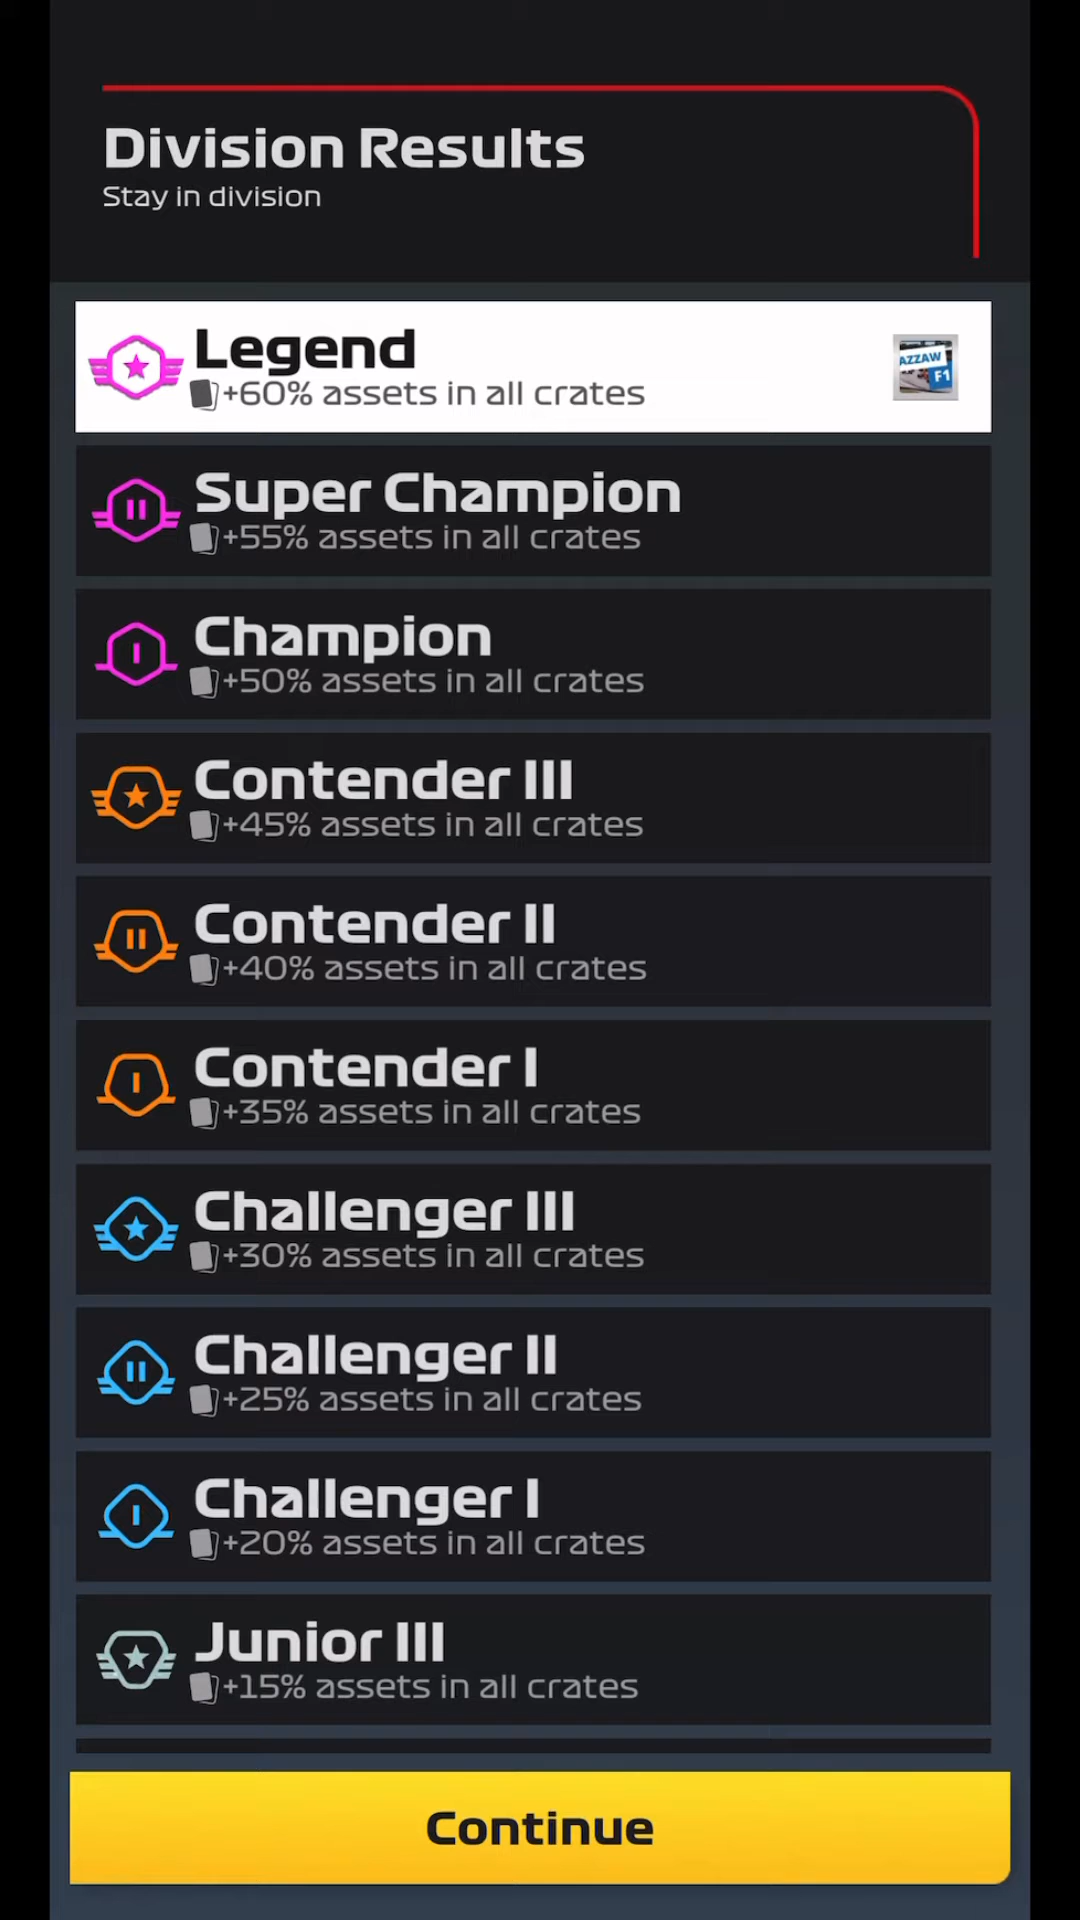 Division Results
Stay in division
Legend
+60% assets in all crates
AZZAW
F1
Super Champion
+55% assets in all crates
Champion
+50% assets in all crates
Contender III
+45% assets in all crates
Contender II
+40% assets in all crates
Contender I
+35% assets in all crates
Challenger III
+30% assets in all crates
Challenger II
+25% assets in all crates
Challenger I
+20% assets in all crates
Junior III
+15% assets in all crates
Continue